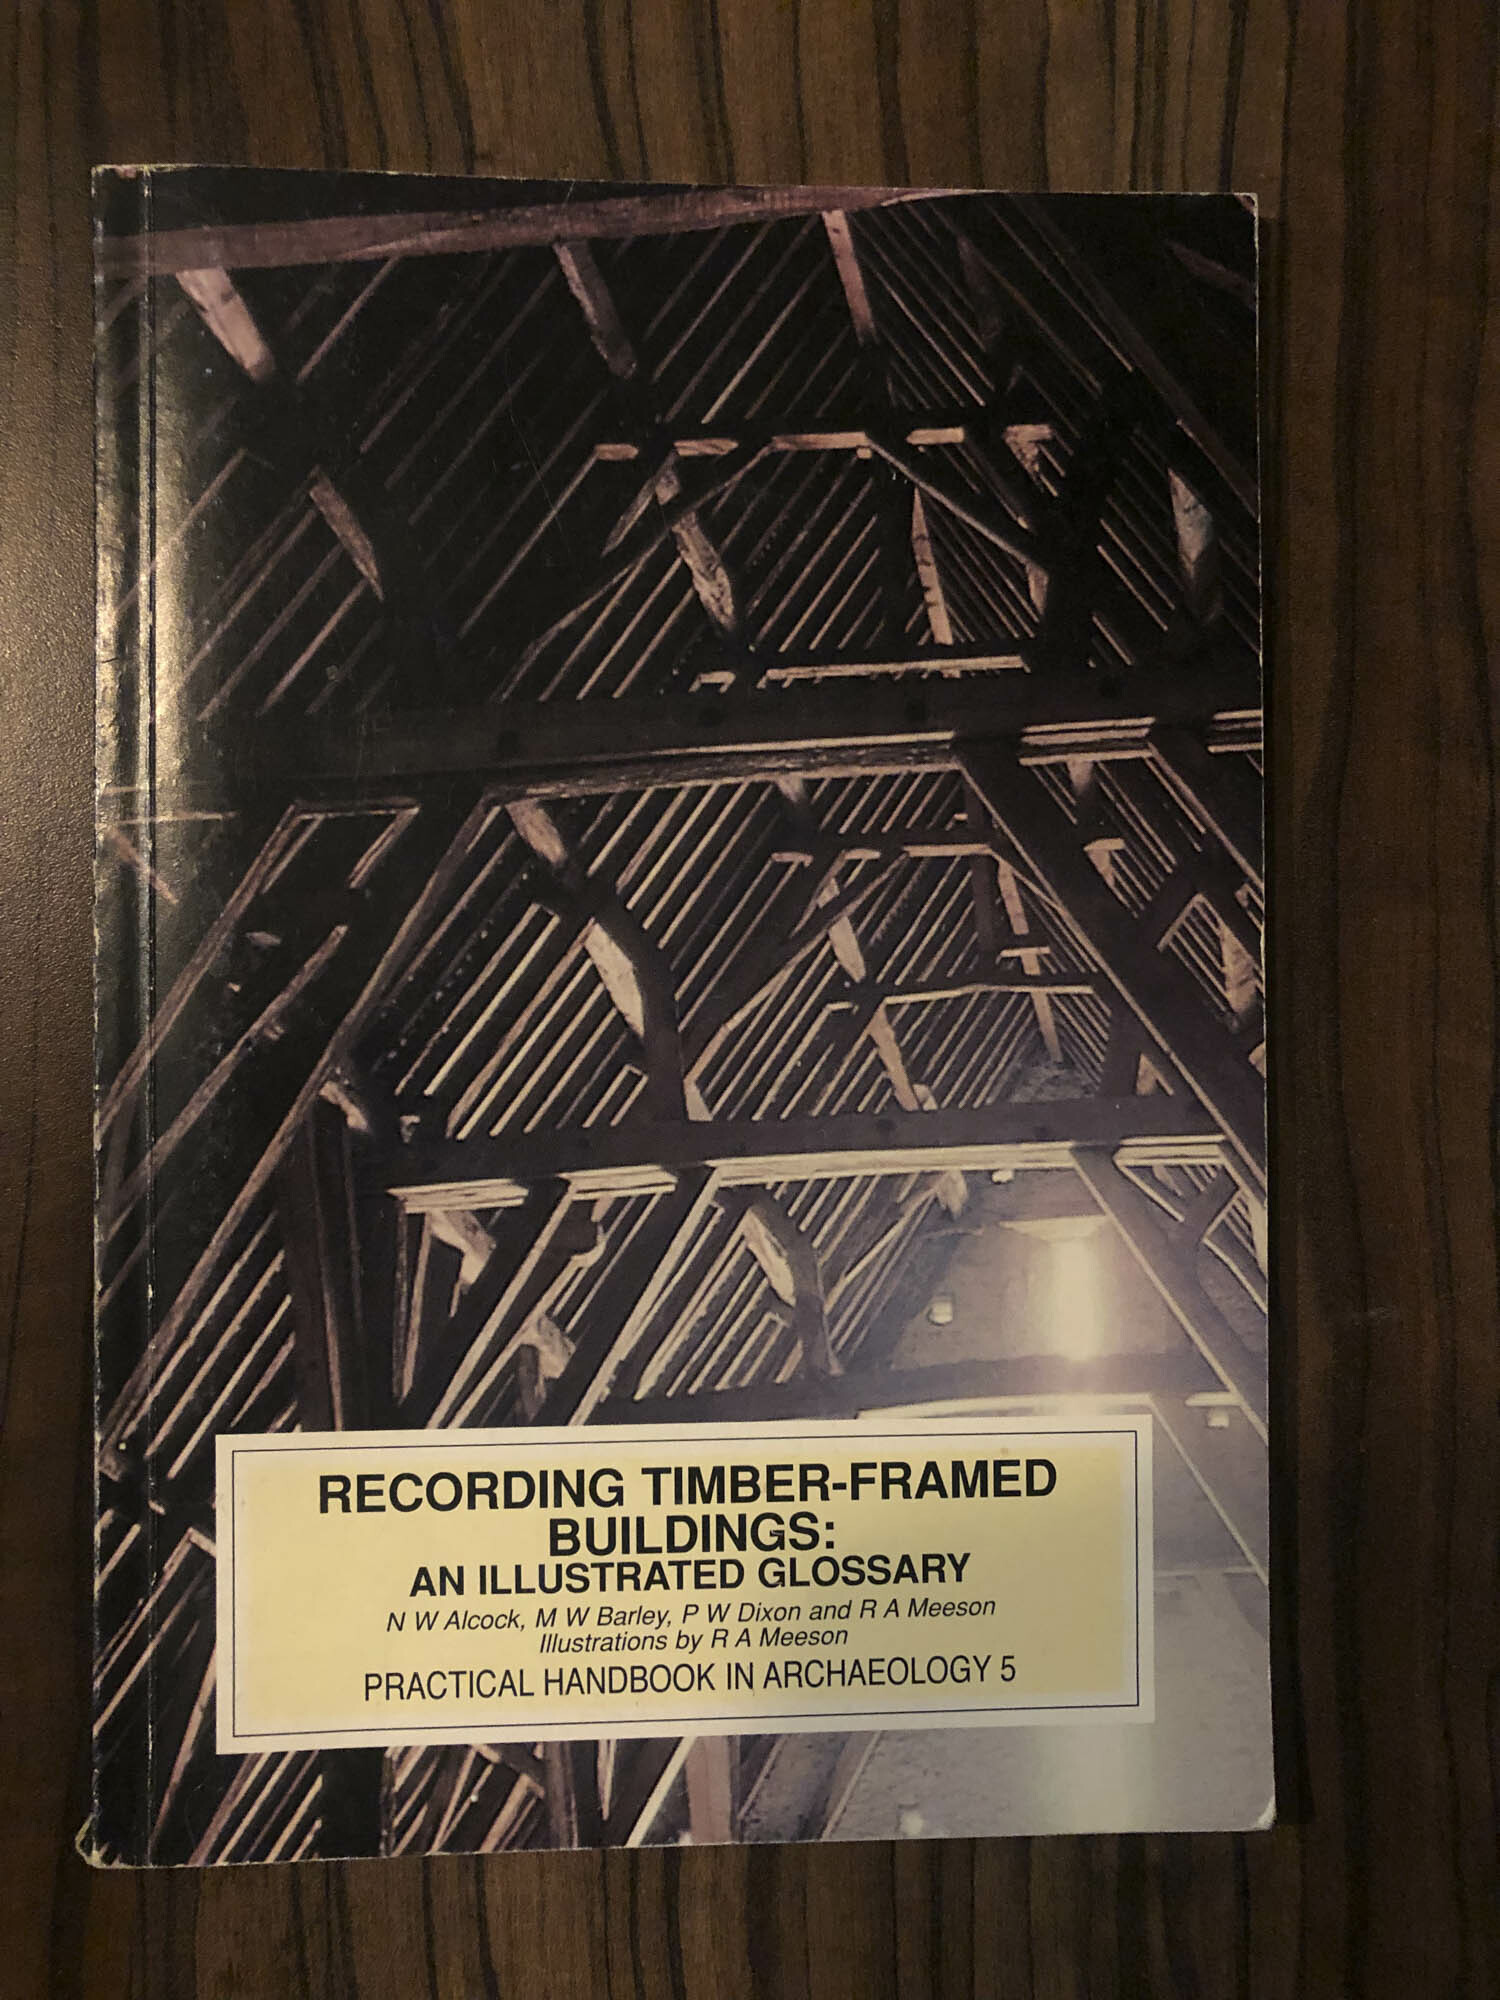 RECORDING TIMBER-FRAMED
BUILDINGS:
AN ILLUSTRATED GLOSSARY
N W Alcock, M W Barley, P W Dixon and R A Meeson
Illustrations by R A Meeson
PRACTICAL HANDBOOK IN ARCHAEOLOGY 5